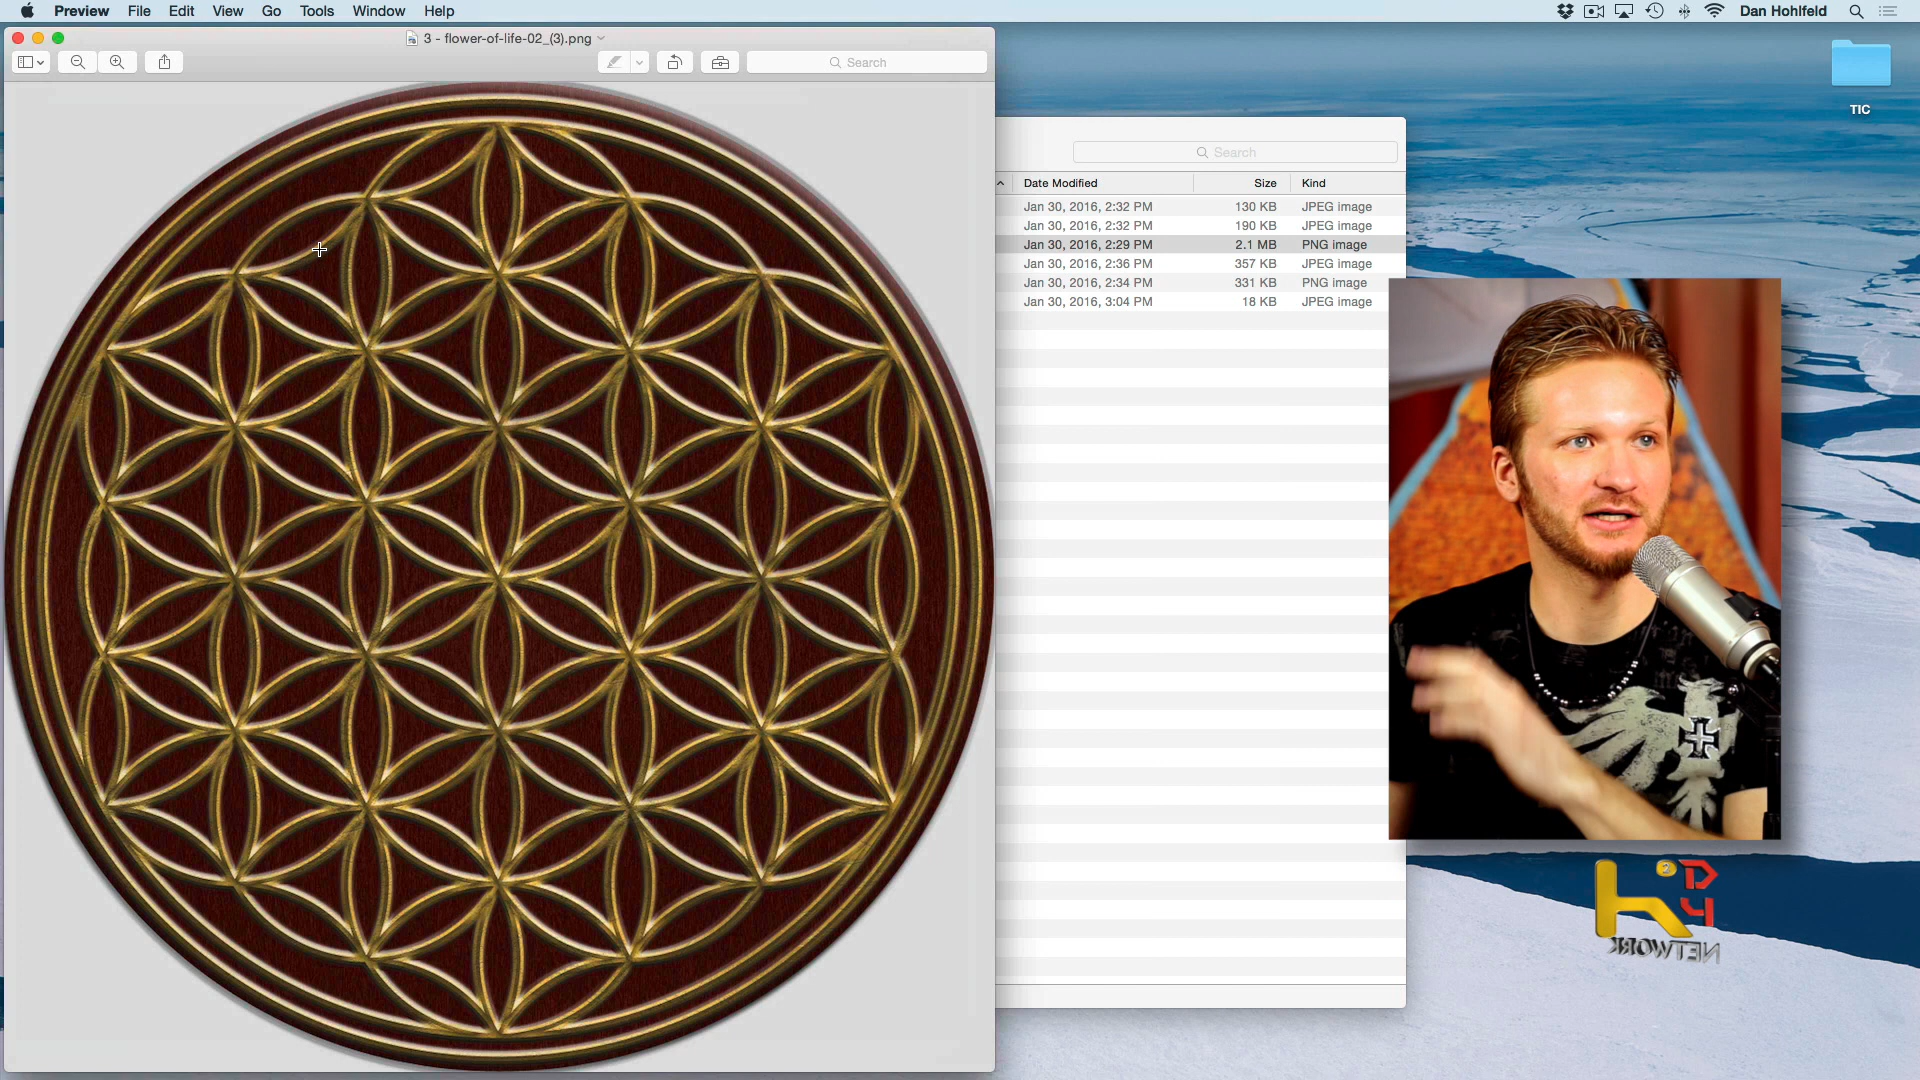 Preview File Edit View Go Tools Window Help
Dan Hohlfeld
3 - flower-of-life-02_(3).png
Search
TIC
Search
Date Modified Size Kind
Jan 30, 2016, 2:32 PM 130 KB JPEG image
Jan 30, 2016, 2:32 PM 190 KB JPEG image
Jan 30, 2016, 2:29 PM 2.1 MB PNG image
Jan 30, 2016, 2:36 PM 357 KB JPEG image
Jan 30, 2016, 2:34 PM 331 KB PNG image
Jan 30, 2016, 3:04 PM 18 KB JPEG image
NETWORK